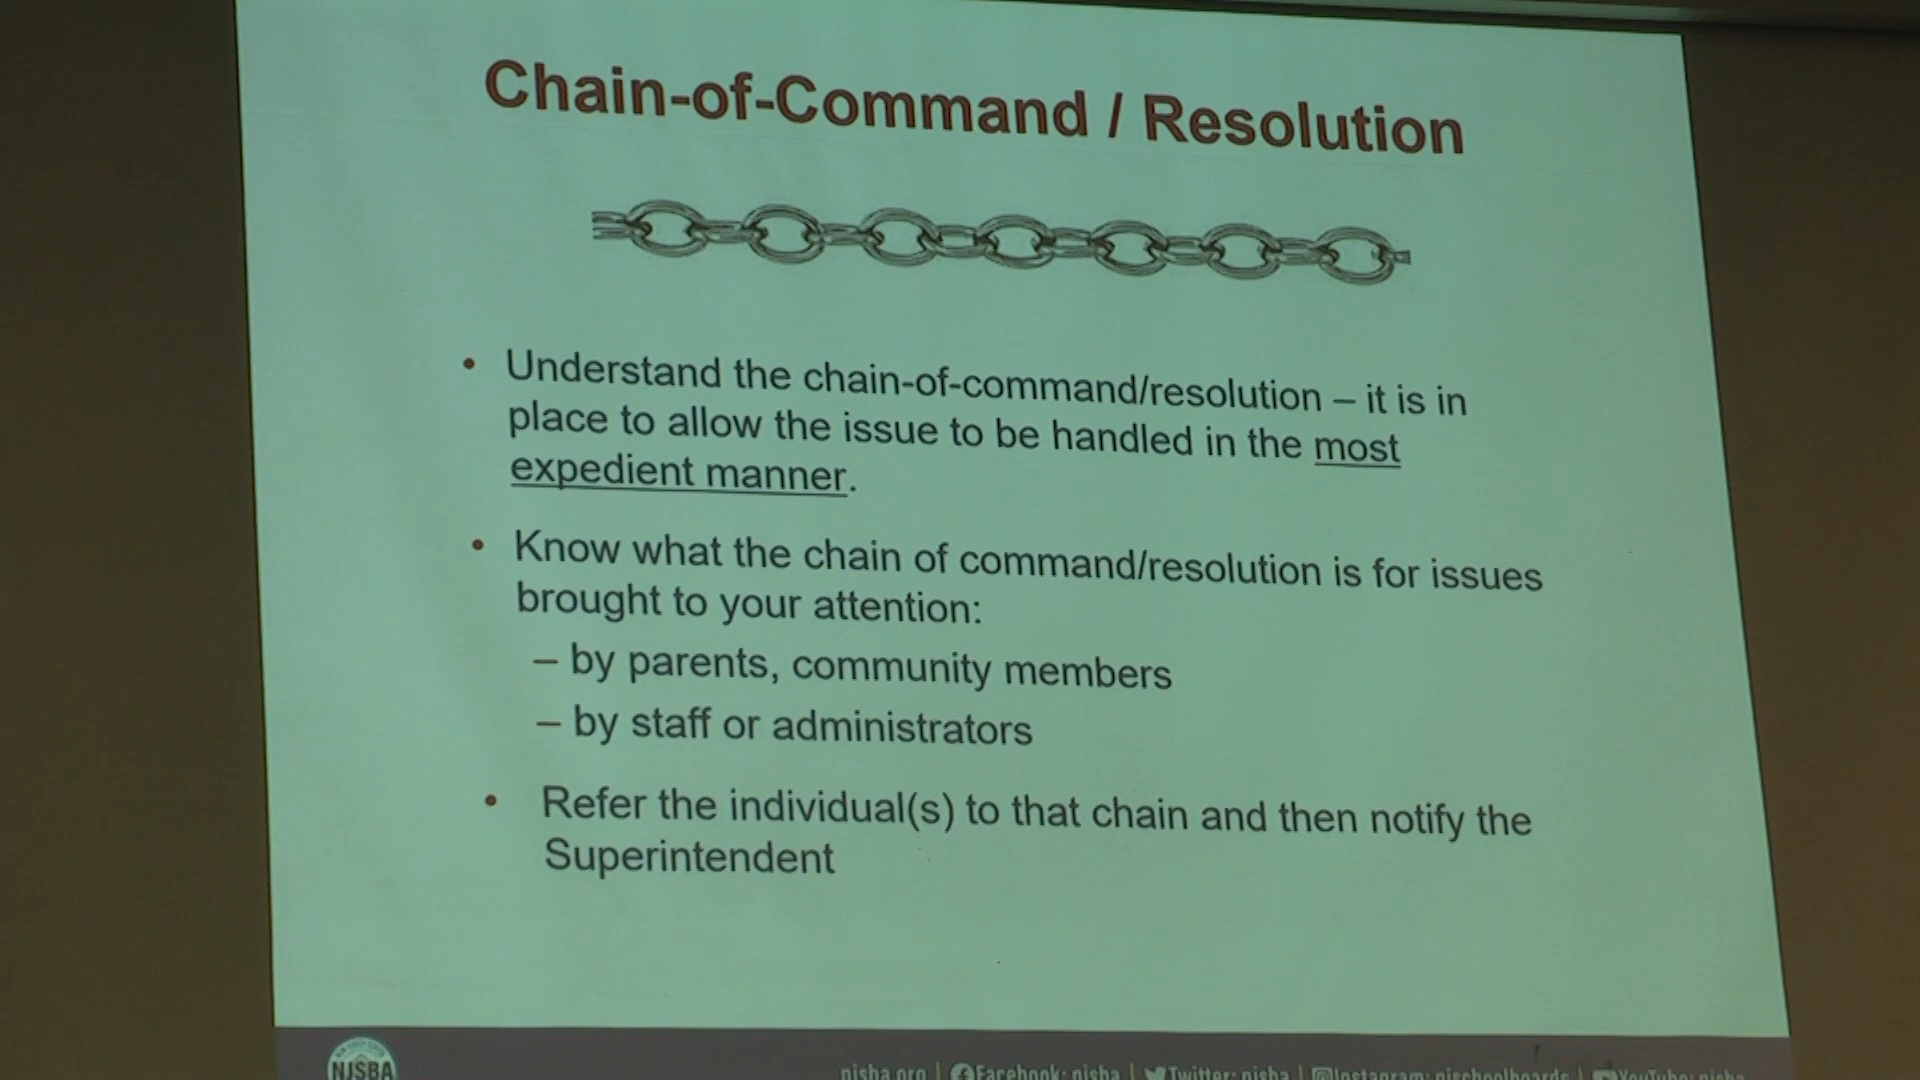 Chain-of-Command / Resolution
• Understand the chain-of-command/resolution – it is in
place to allow the issue to be handled in the most
expedient manner.
• Know what the chain of command/resolution is for issues
brought to your attention:
– by parents, community members
– by staff or administrators
• Refer the individual(s) to that chain and then notify the
Superintendent
NJSBA
njsba.org | Facebook: njsba | Twitter: njsba | Instagram: njschoolboards | YouTube: njsba